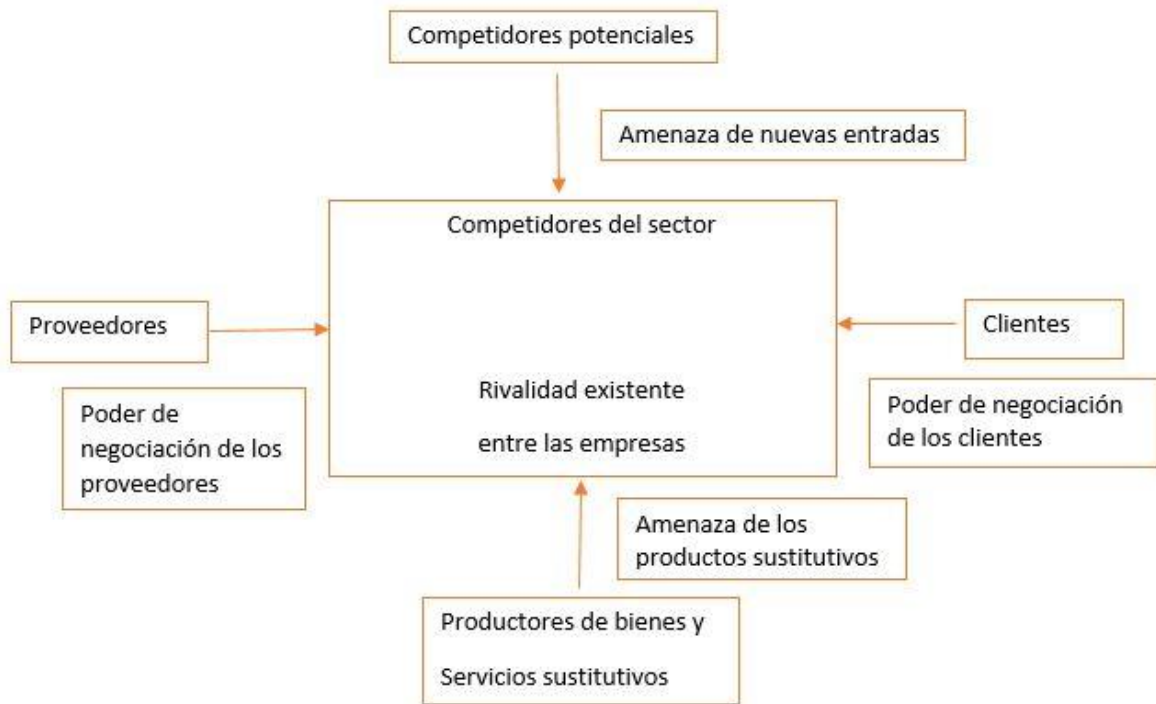 Competidores potenciales
Amenaza de nuevas entradas
Competidores del sector
Proveedores
Clientes
Rivalidad existente
entre las empresas
Poder de
negociación de los
proveedores
Poder de negociación
de los clientes
Amenaza de los
productos sustitutivos
Productores de bienes y
Servicios sustitutivos